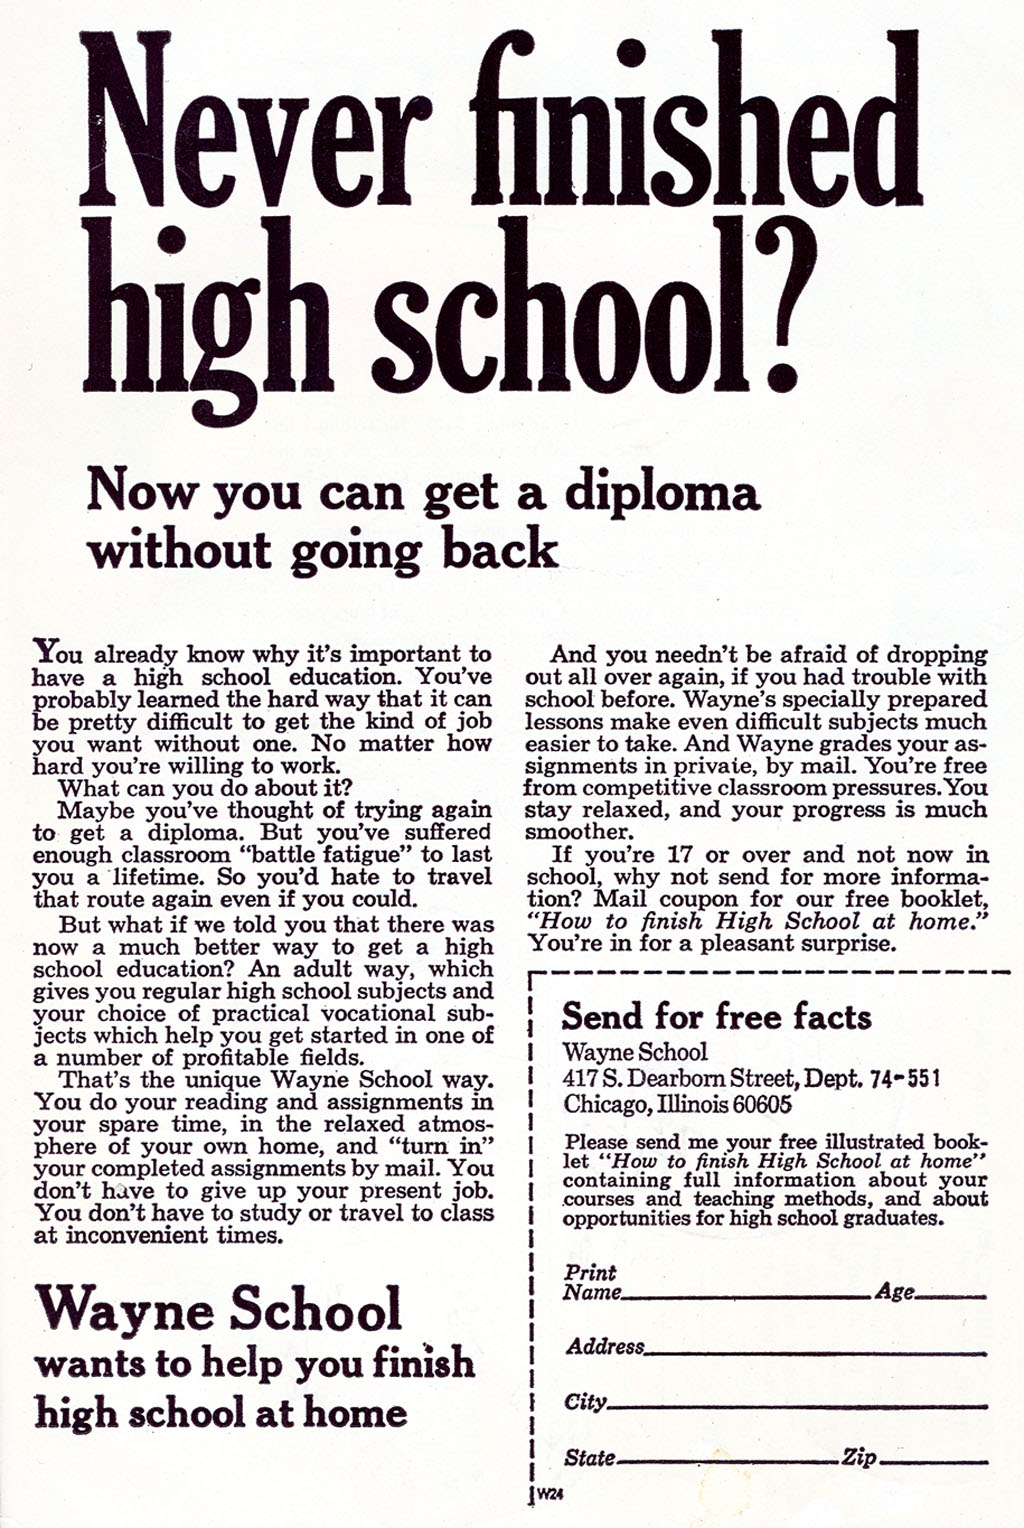 Never finished
high school?
Now you can get a diploma
without going back
You already know why it's important to
have a high school education. You've
probably learned the hard way that it can
be pretty difficult to get the kind of job
you want without one. No matter how
hard you're willing to work.
What can you do about it?
Maybe you've thought of trying again
to get a diploma. But you've suffered
enough classroom "battle fatigue" to last
you a lifetime. So you'd hate to travel
that route again even if you could.
But what if we told you that there was
now a much better way to get a high
school education? An adult way, which
gives you regular high school subjects and
your choice of practical vocational sub-
jects which help you get started in one of
a number of profitable fields.
That's the unique Wayne School way.
You do your reading and assignments in
your spare time, in the relaxed atmos-
phere of your own home, and "turn in"
your completed assignments by mail. You
don't have to give up your present job.
You don't have to study or travel to class
at inconvenient times.
Wayne School
wants to help you finish
high school at home
And you needn't be afraid of dropping
out all over again, if you had trouble with
school before. Wayne's specially prepared
lessons make even difficult subjects much
easier to take. And Wayne grades your as-
signments in private, by mail. You're free
from competitive classroom pressures. You
stay relaxed, and your progress is much
smoother.
If you're 17 or over and not now in
school, why not send for more informa-
tion? Mail coupon for our free booklet,
"How to finish High School at home."
You're in for a pleasant surprise.
Send for free facts
Wayne School
417 S. Dearborn Street, Dept. 74-551
Chicago, Illinois 60605
Please send me your free illustrated book-
let "How to finish High School at home"
containing full information about your
courses and teaching methods, and about
opportunities for high school graduates.
Print
Name Age
Address
City
State Zip
W24